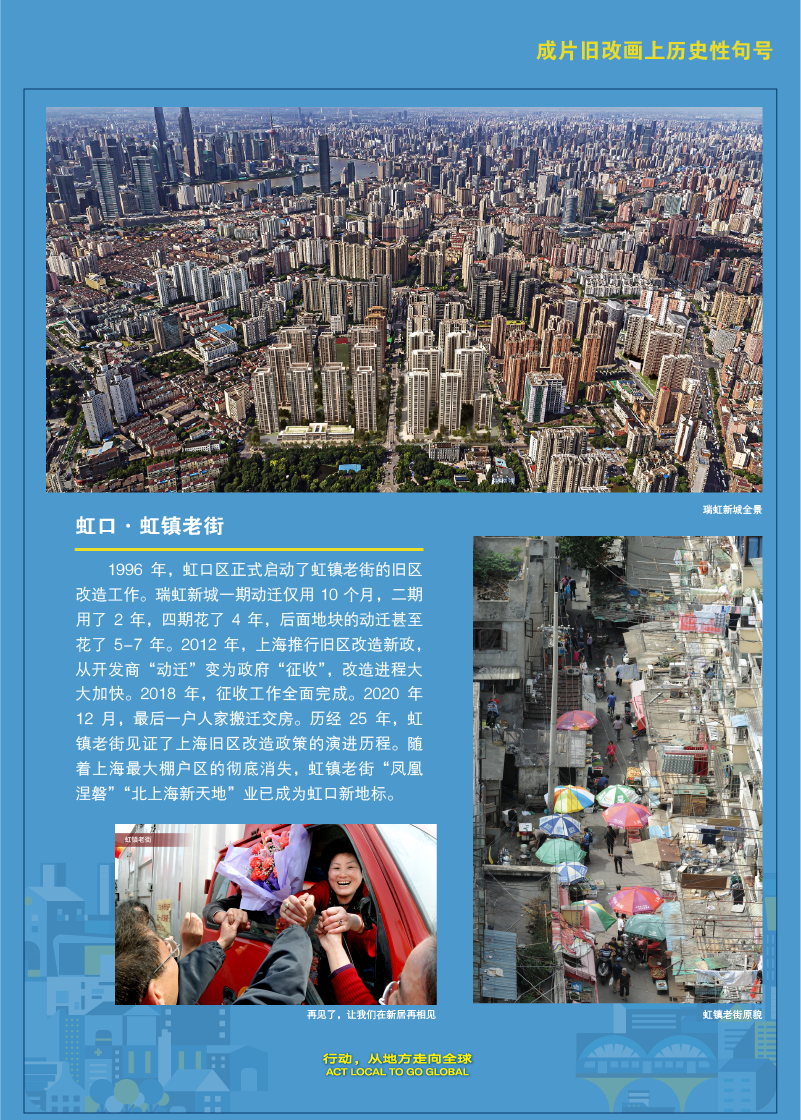 成片旧改画上历史性句号
瑞虹新城全景
虹口·虹镇老街
1996 年，虹口区正式启动了虹镇老街的旧区
改造工作。瑞虹新城一期动迁仅用 10 个月，二期
用了 2 年，四期花了 4 年，后面地块的动迁甚至
花了 5-7 年。2012 年，上海推行旧区改造新政，
从开发商“动迁”变为政府“征收”，改造进程大
大加快。2018 年，征收工作全面完成。2020 年
12 月，最后一户人家搬迁交房。历经 25 年，虹
镇老街见证了上海旧区改造政策的演进历程。随
着上海最大棚户区的彻底消失，虹镇老街“凤凰
涅磐”“北上海新天地”业已成为虹口新地标。
虹镇老街
再见了，让我们在新居再相见
虹镇老街原貌
行动，从地方走向全球
ACT LOCAL TO GO GLOBAL